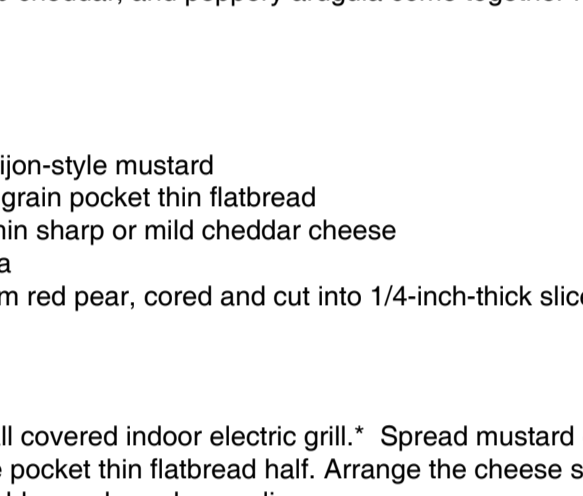 ijon-style mustard
grain pocket thin flatbread
in sharp or mild cheddar cheese
a
m red pear, cored and cut into 1/4-inch-thick slic
ll covered indoor electric grill.* Spread mustard
pocket thin flatbread half. Arrange the cheese s